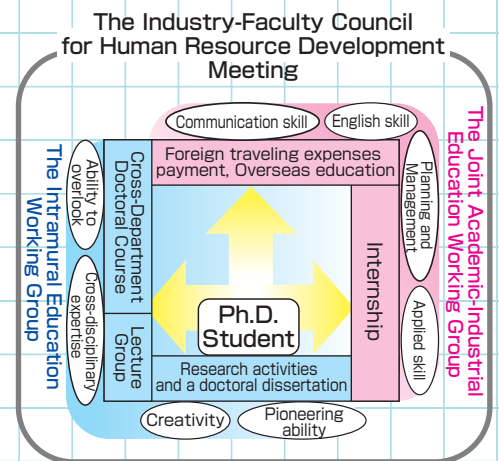 The Industry-Faculty Council
for Human Resource Development
Meeting
Communication skill
English skill
Foreign traveling expenses
payment, Overseas education
The Joint Academic-Industrial
Education Working Group
Planning and
Management
Applied skill
Internship
The Intramural Education
Working Group
Ability to
overlook
Cross-disciplinary
expertise
Cross-Department
Doctoral Course
Lecture
Group
Ph.D.
Student
Research activities
and a doctoral dissertation
Creativity
Pioneering
ability